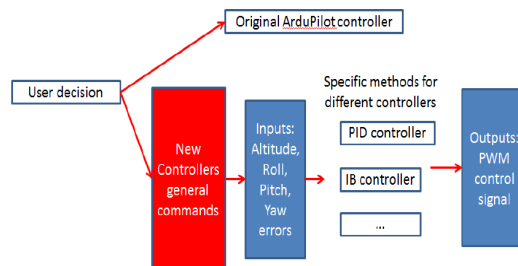 Original ArduPilot controller
User decision
New
Controllers
general
commands
Inputs:
Altitude,
Roll,
Pitch,
Yaw
errors
Specific methods for
different controllers
PID controller
IB controller
...
Outputs:
PWM
control
signal